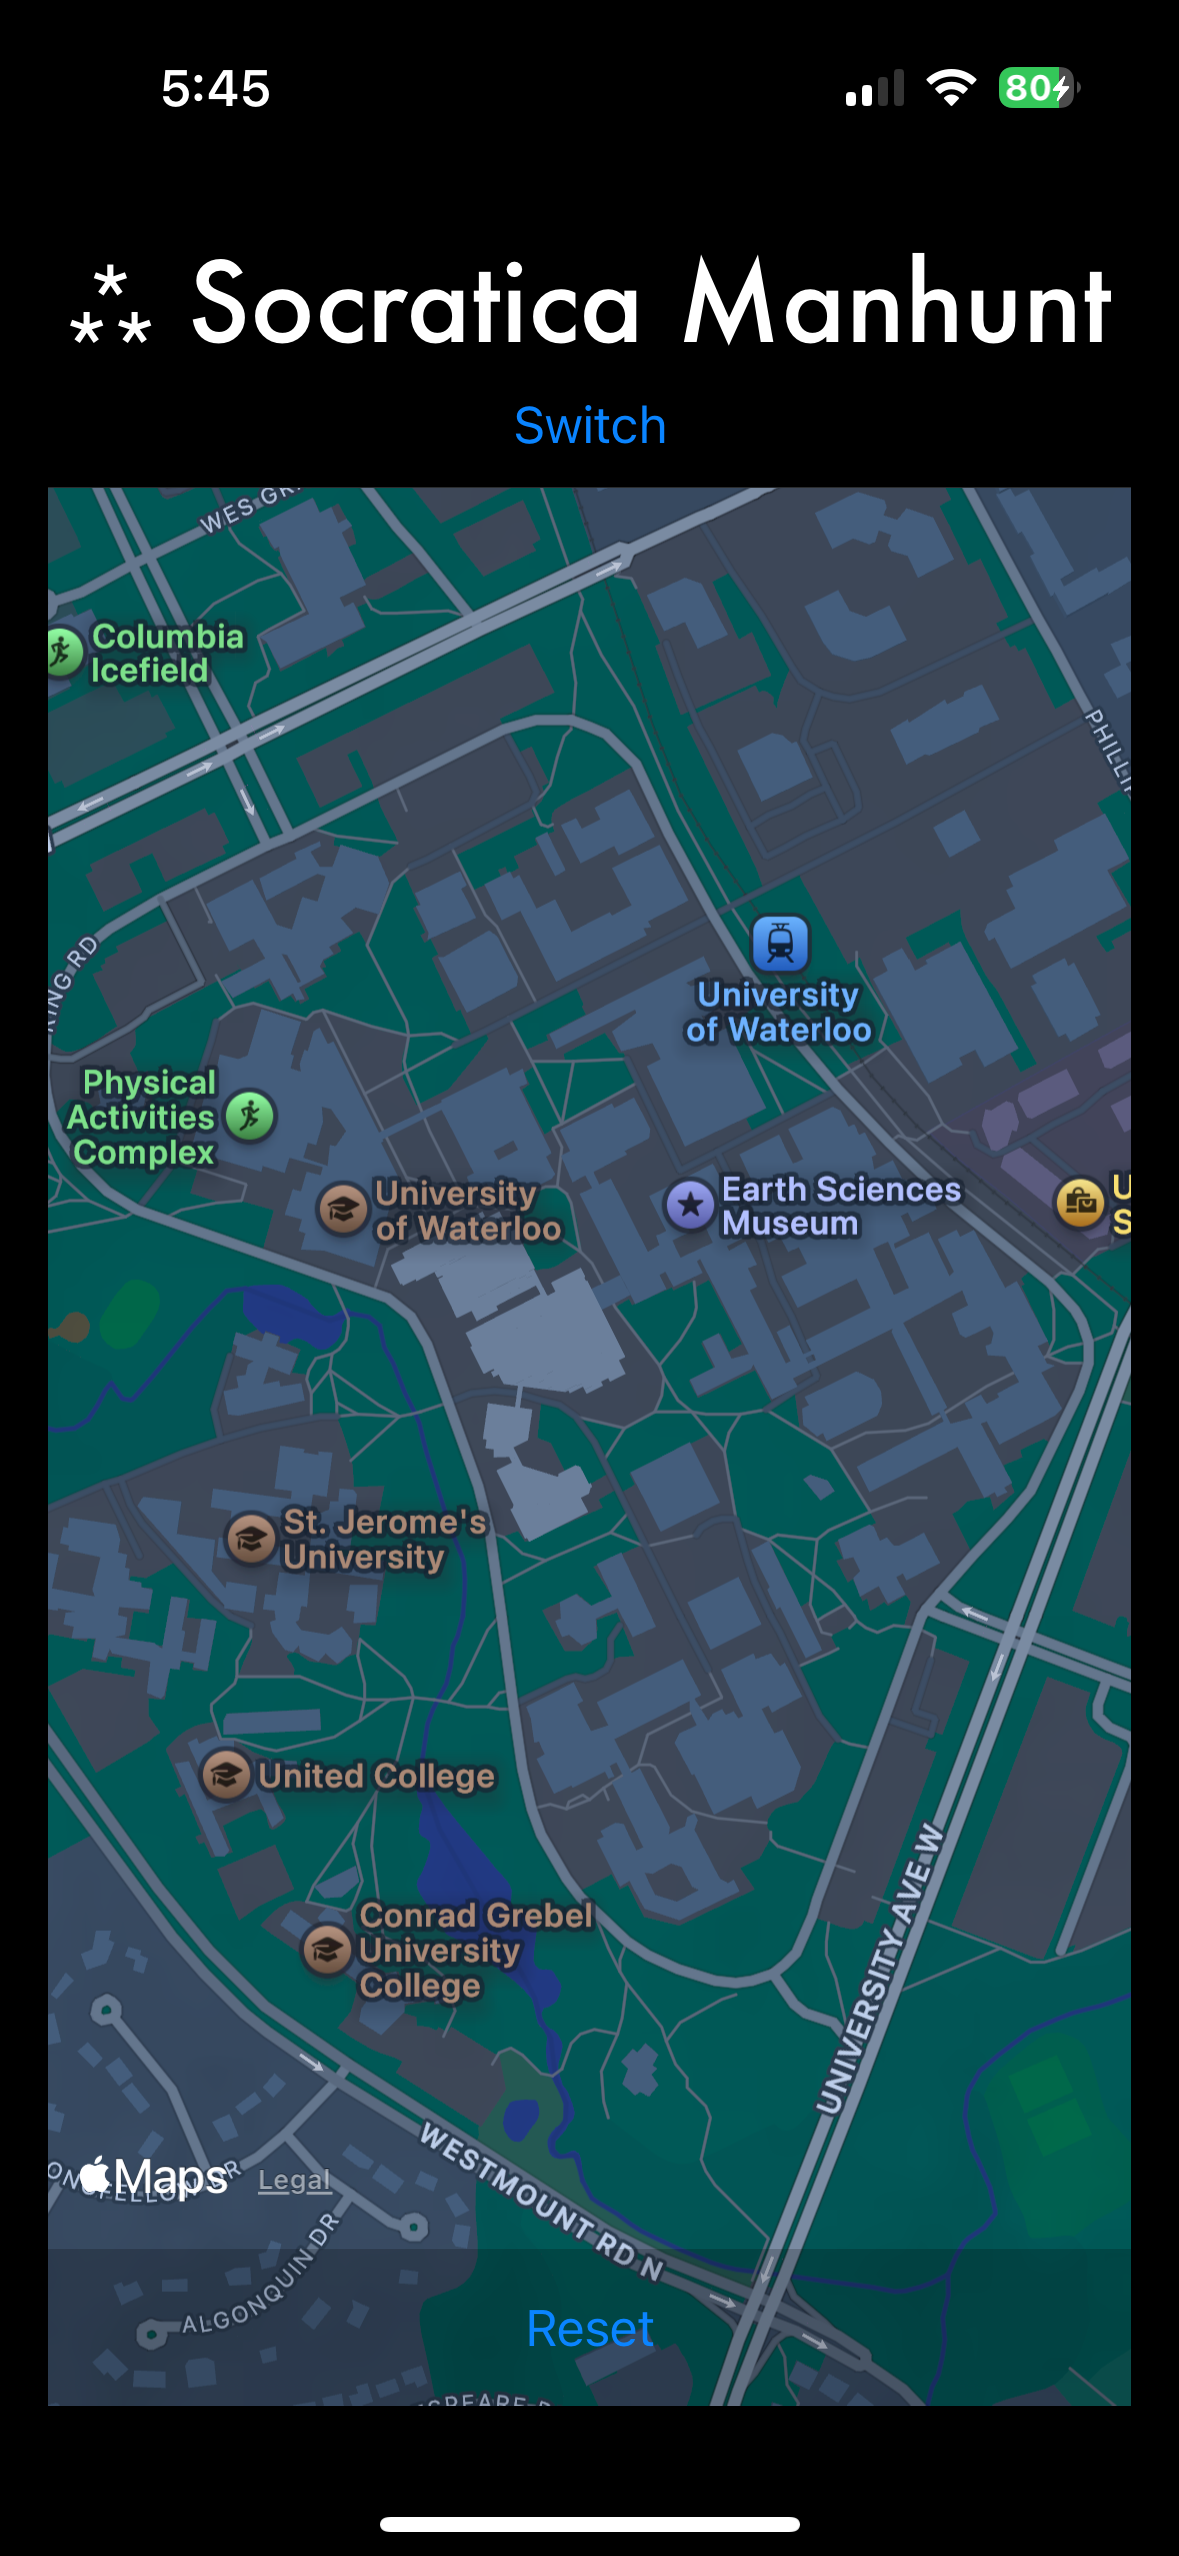 5:45
80
⁂ Socratica Manhunt
Switch
WES GR
Columbia
Icefield
PHILLI
RING RD
University
of Waterloo
Physical
Activities
Complex
University
of Waterloo
Earth Sciences
Museum
U
S
St. Jerome's
University
United College
Conrad Grebel
University
College
UNIVERSITY AVE W
Maps
Legal
WESTMOUNT RD N
ALGONQUIN DR
Reset